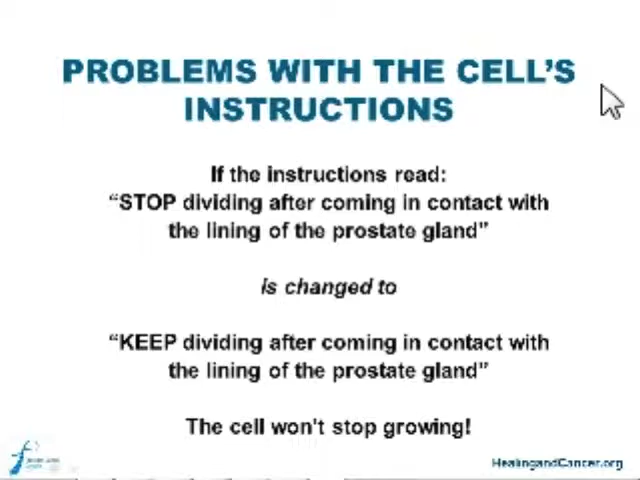 PROBLEMS WITH THE CELL'S
INSTRUCTIONS
If the instructions read:
“STOP dividing after coming in contact with
the lining of the prostate gland”
is changed to
“KEEP dividing after coming in contact with
the lining of the prostate gland”
The cell won't stop growing!
HealingandCancer.org